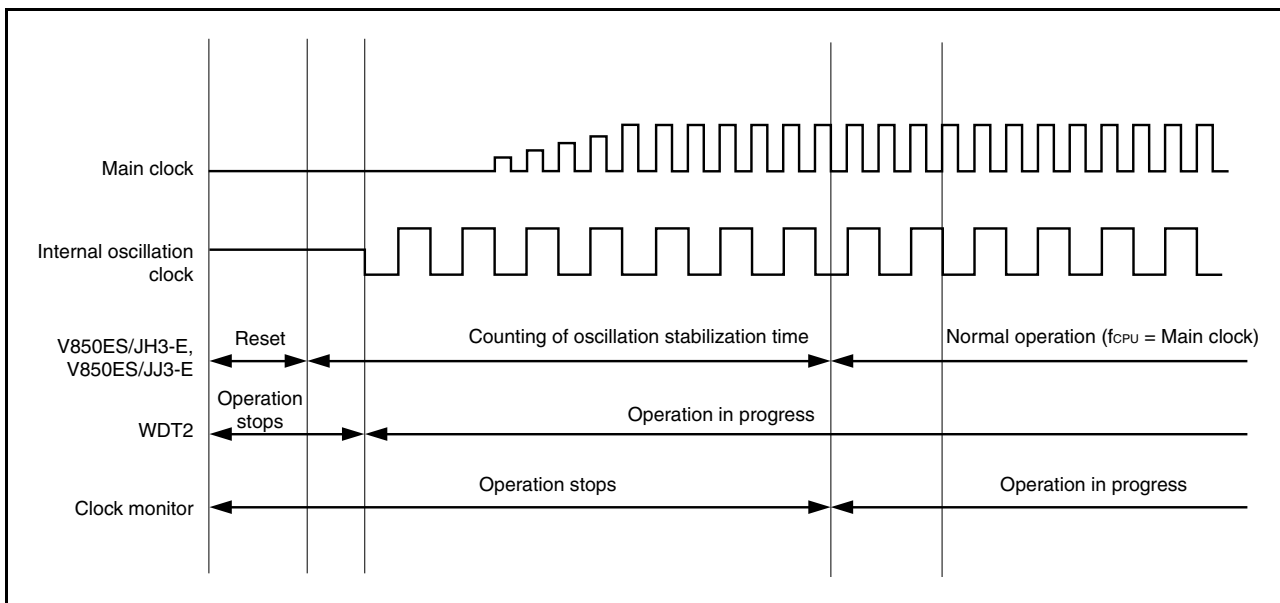 Main clock
Internal oscillation
clock
V850ES/JH3-E,
V850ES/JJ3-E
Reset
Counting of oscillation stabilization time
Normal operation (fCPU = Main clock)
WDT2
Operation
stops
Operation in progress
Clock monitor
Operation stops
Operation in progress